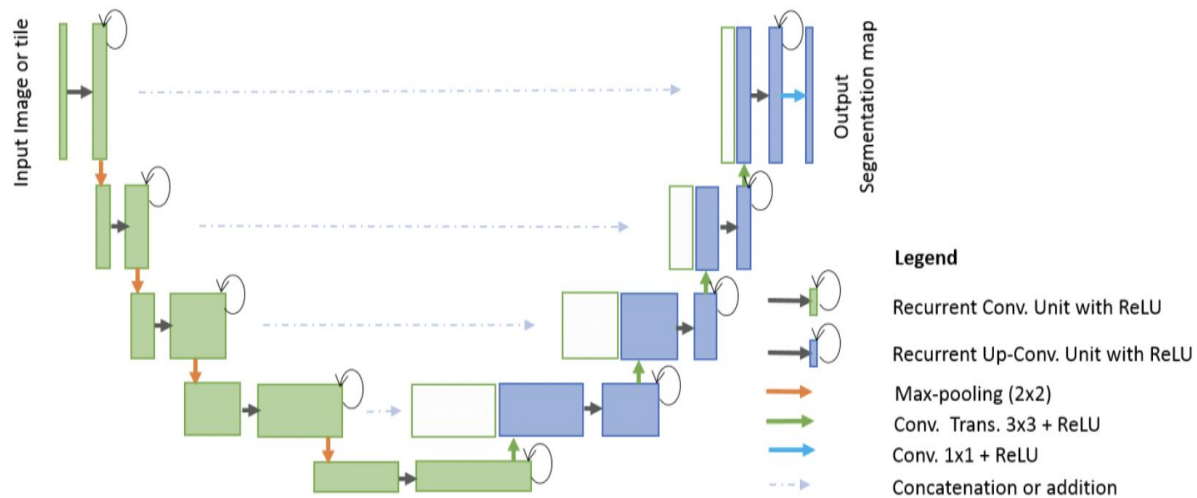 Input Image or tile
Output
Segmentation map
Legend
Recurrent Conv. Unit with ReLU
Recurrent Up-Conv. Unit with ReLU
Max-pooling (2x2)
Conv. Trans. 3x3 + ReLU
Conv. 1x1 + ReLU
Concatenation or addition